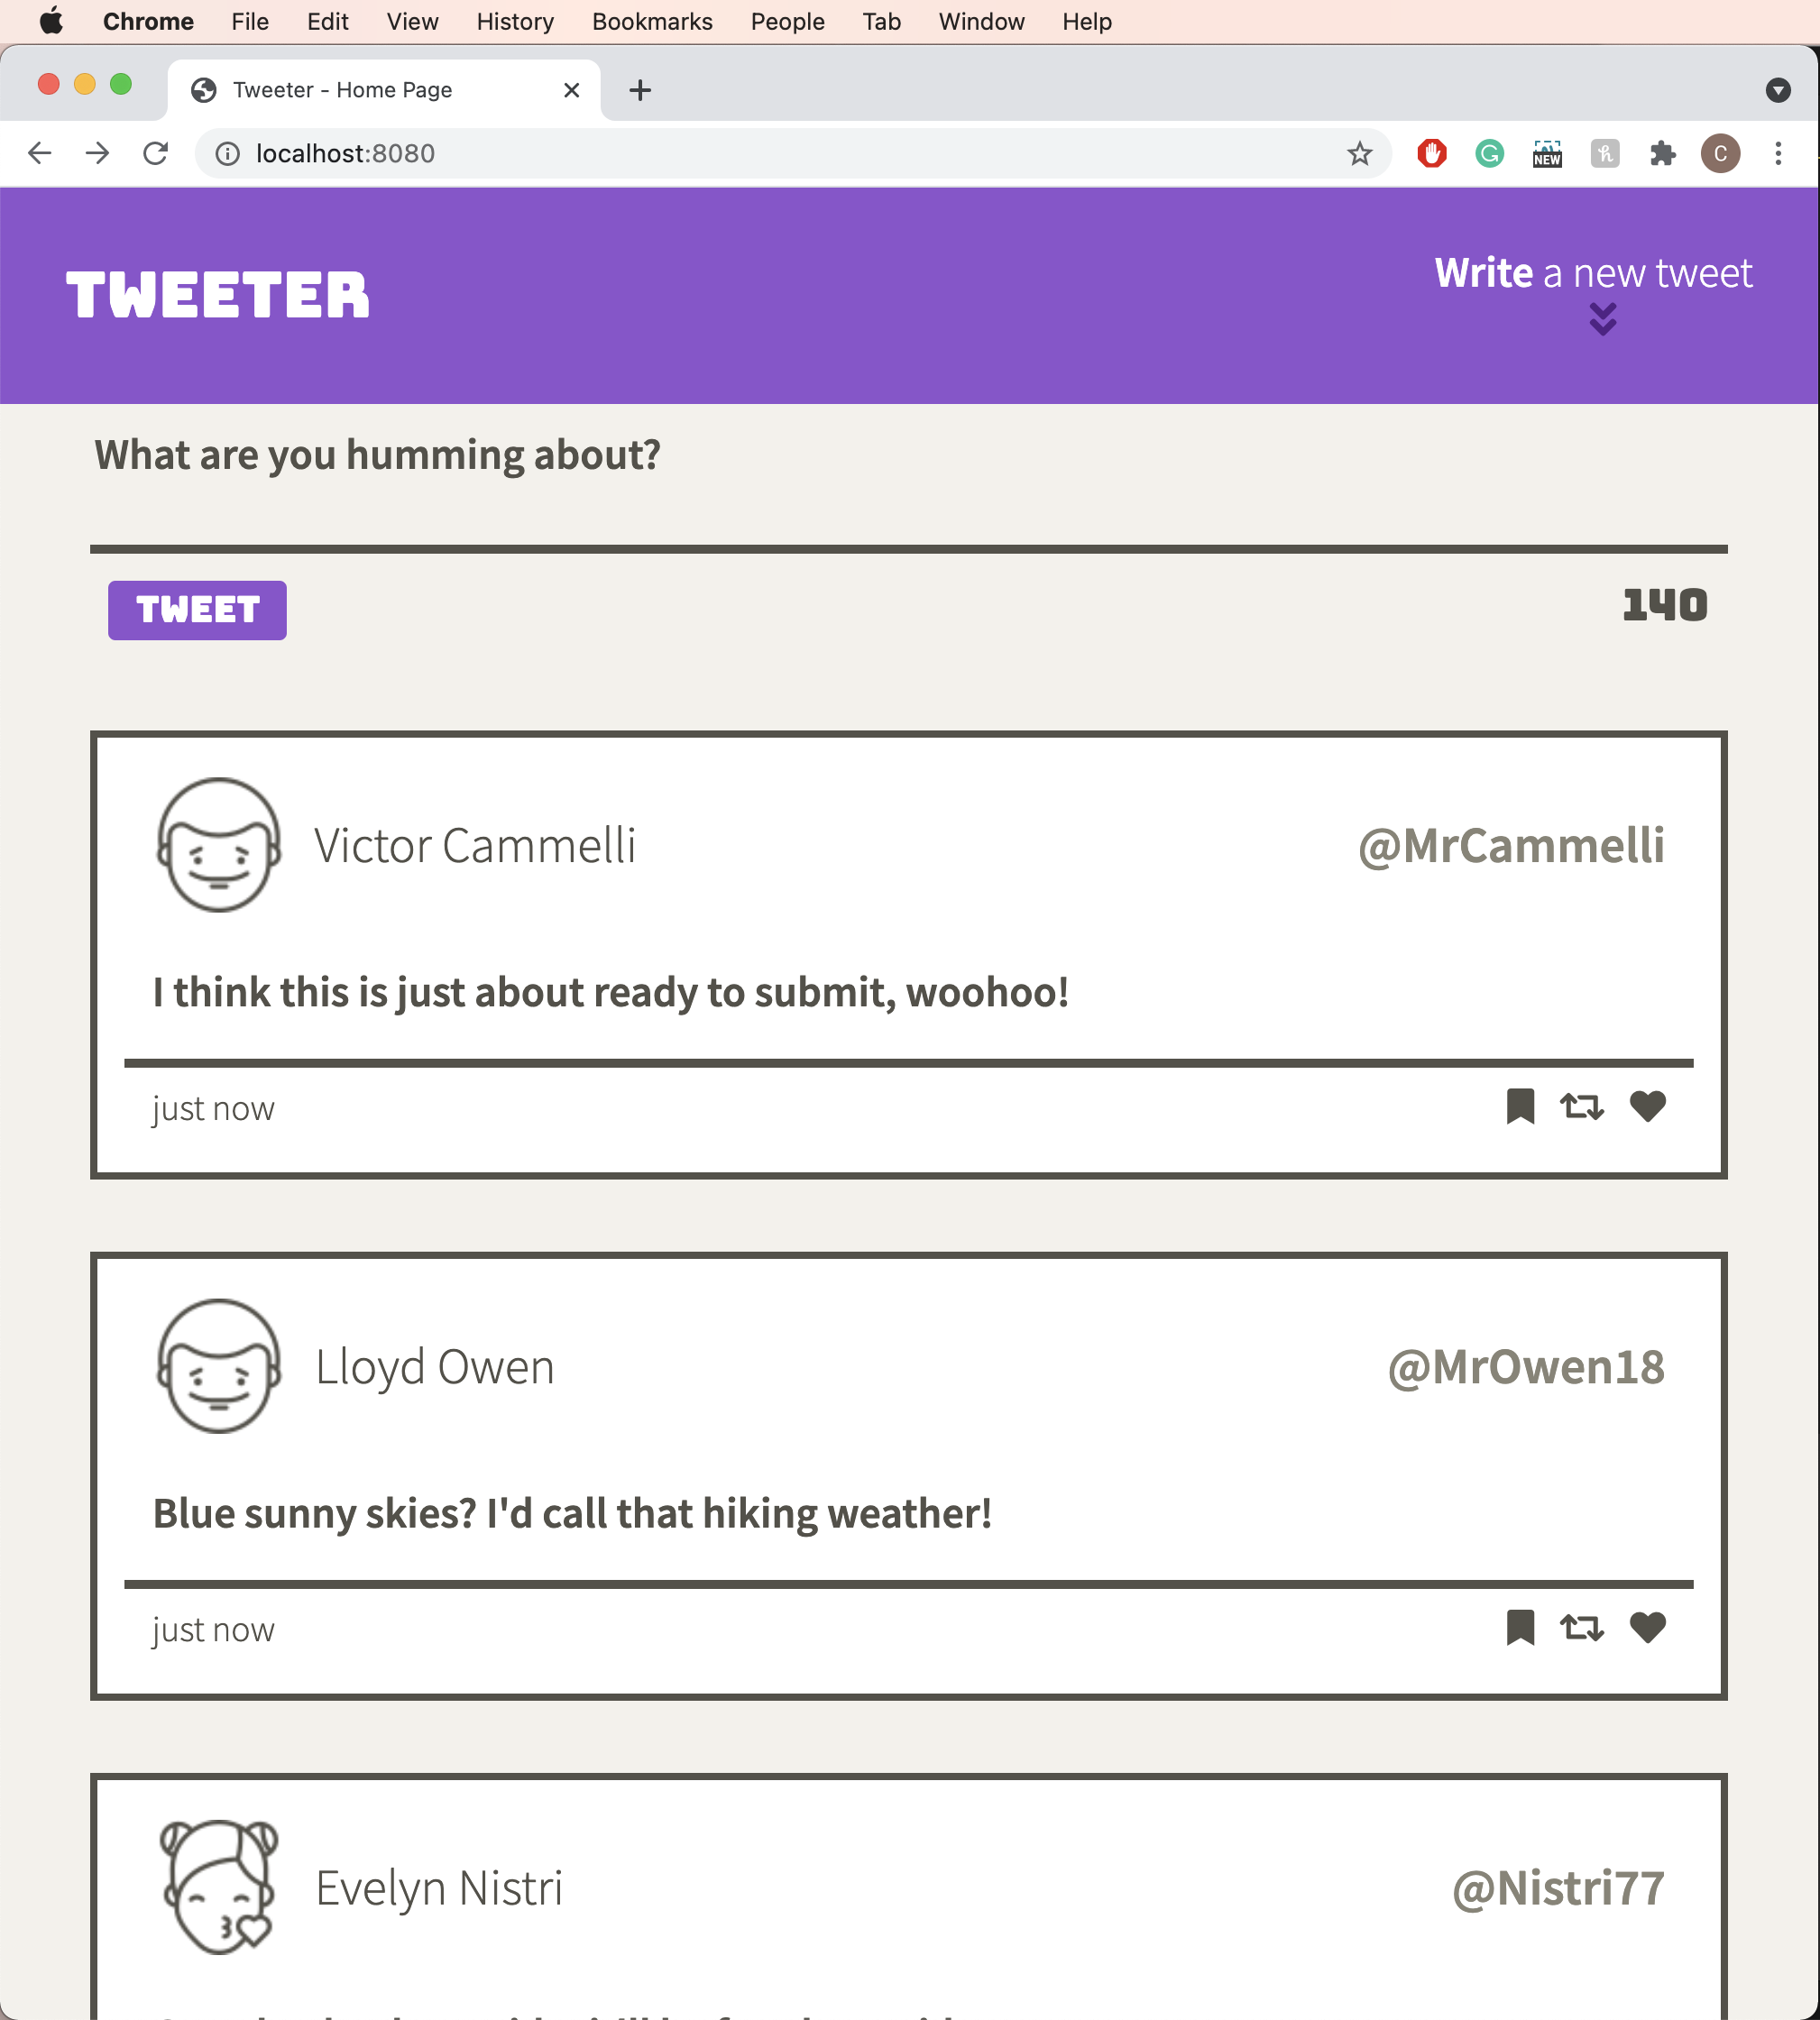 Chrome File Edit View History Bookmarks People Tab Window Help
Tweeter - Home Page
localhost:8080
NEW
C
TWEETER
Write a new tweet
What are you humming about?
TWEET
140
Victor Cammelli
@MrCammelli
I think this is just about ready to submit, woohoo!
just now
Lloyd Owen
@MrOwen18
Blue sunny skies? I'd call that hiking weather!
just now
Evelyn Nistri
@Nistri77